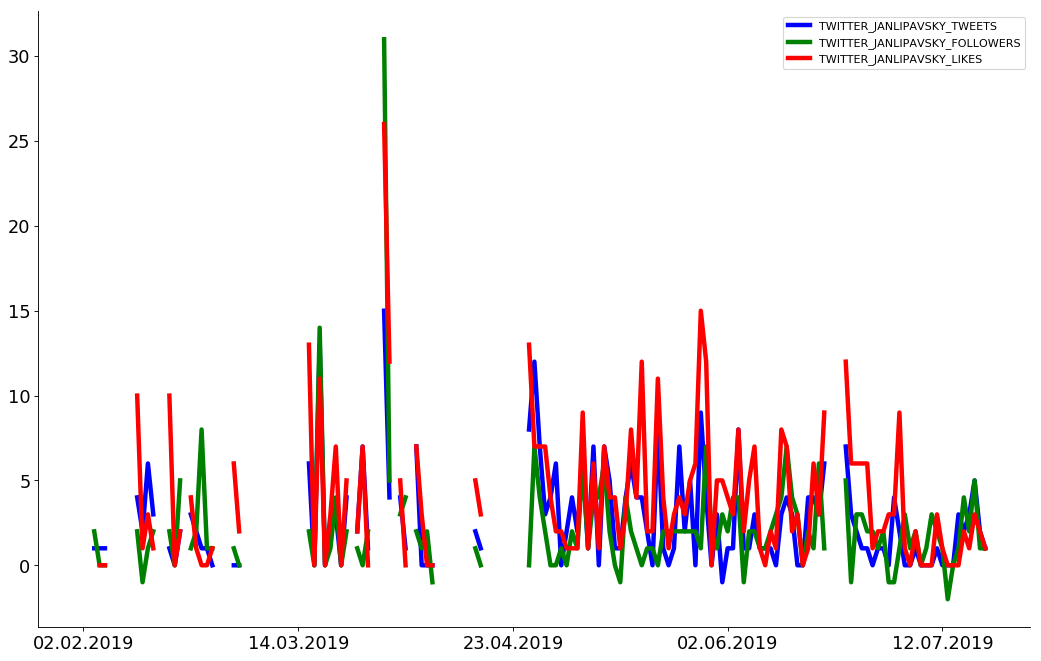 TWITTER_JANLIPAVSKY_TWEETS
TWITTER_JANLIPAVSKY_FOLLOWERS
TWITTER_JANLIPAVSKY_LIKES
30
25
20
15
10
5
0
02.02.2019 14.03.2019 23.04.2019 02.06.2019 12.07.2019